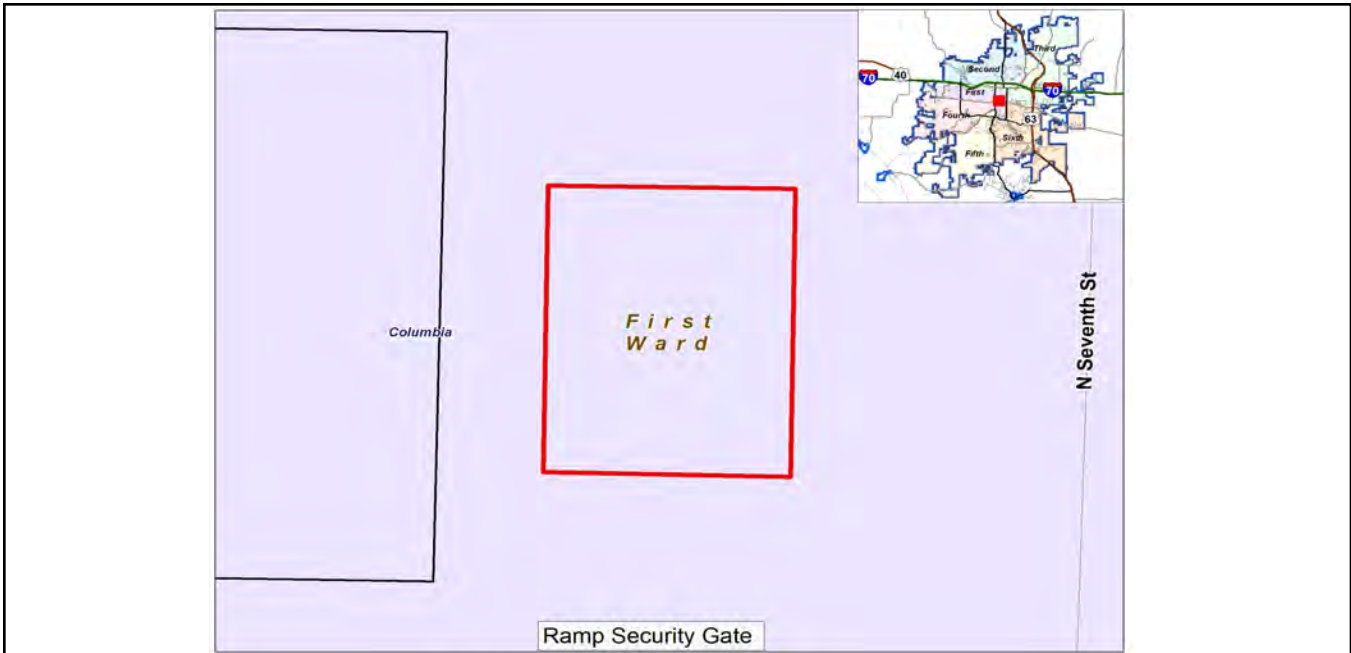 Third
Second
70
40
First
70
Fourth
63
Sixth
Fifth
First
Ward
Columbia
N Seventh St
Ramp Security Gate